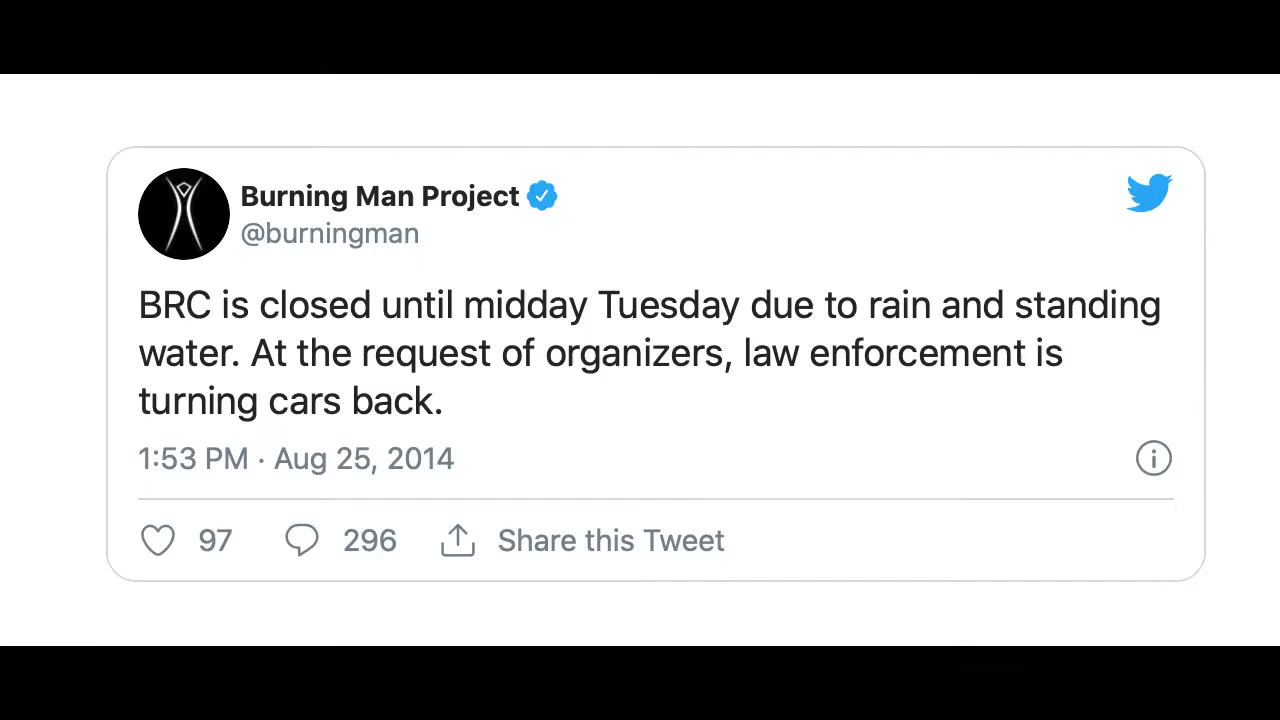 Burning Man Project
@burningman
BRC is closed until midday Tuesday due to rain and standing
water. At the request of organizers, law enforcement is
turning cars back.
1:53 PM · Aug 25, 2014
97 296 Share this Tweet